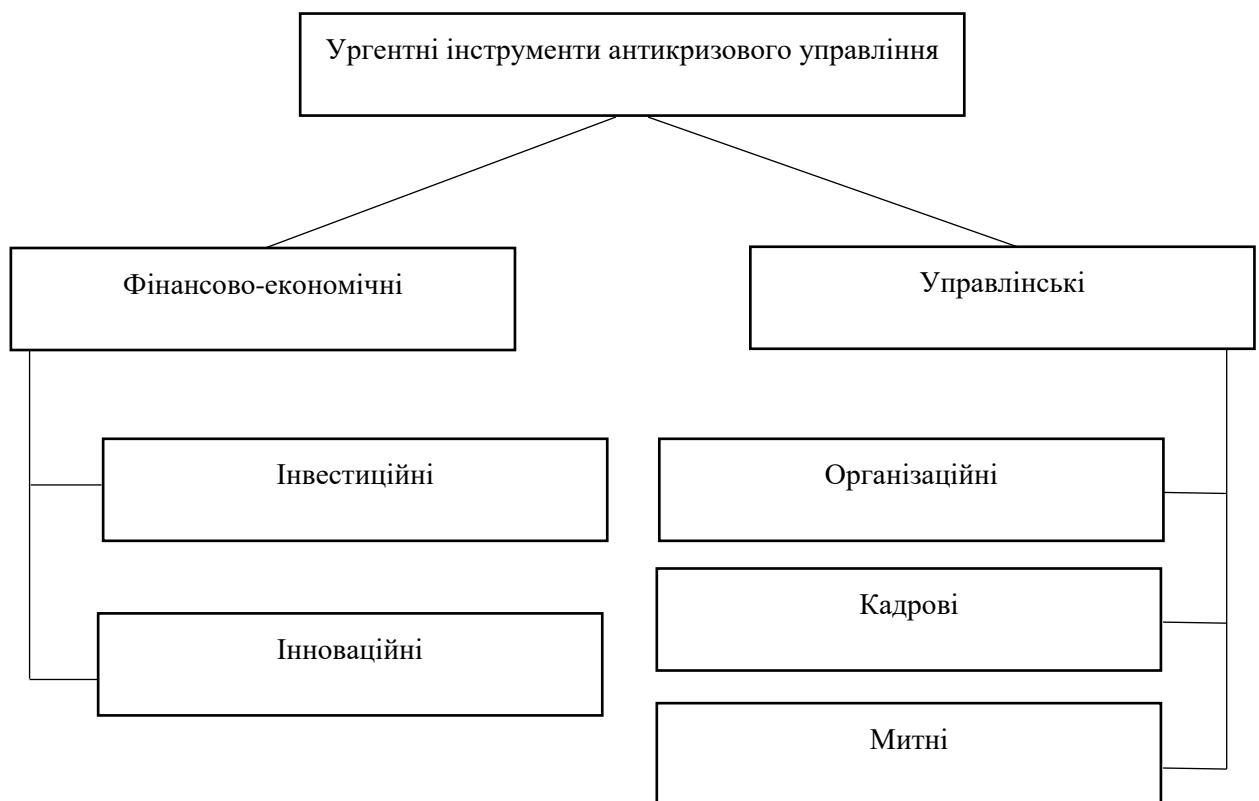 Ургентні інструменти антикризового управління
Фінансово-економічні
Управлінські
Інвестиційні
Організаційні
Кадрові
Інноваційні
Митні